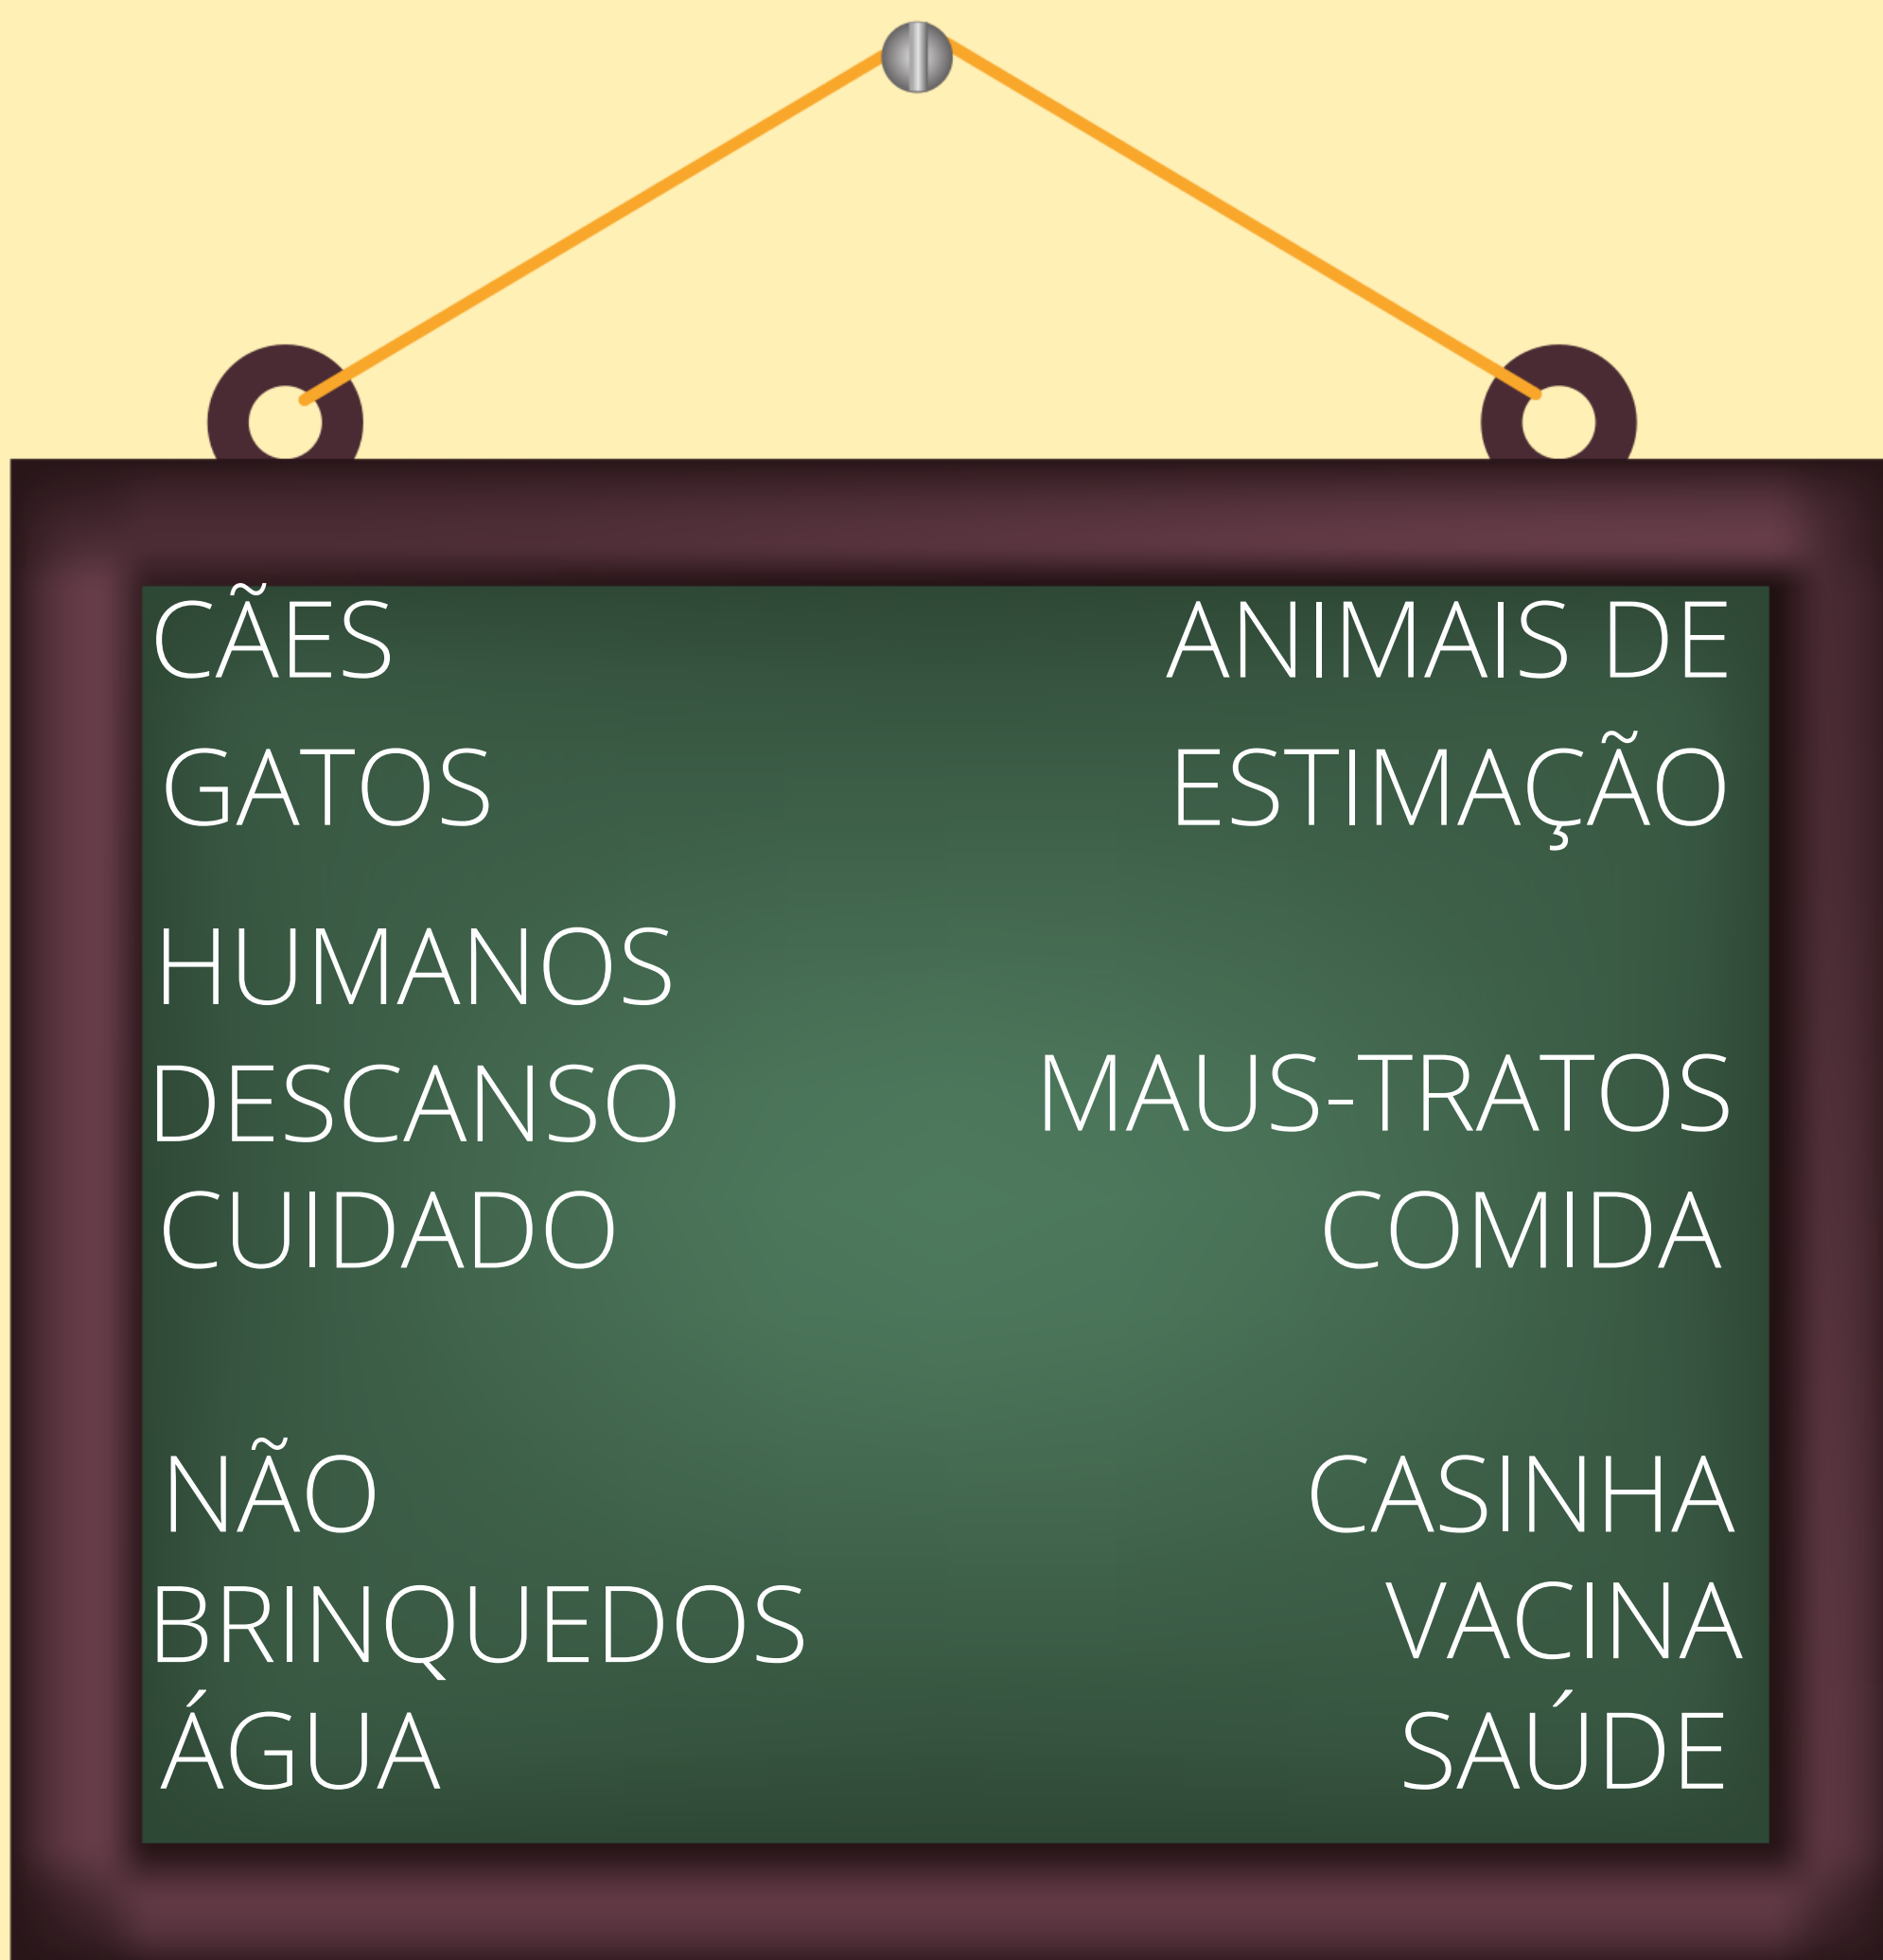 CÃES
GATOS
HUMANOS
DESCANSO
CUIDADO
NÃO
BRINQUEDOS
ÁGUA
ANIMAIS DE
ESTIMAÇÃO
MAUS-TRATOS
COMIDA
CASINHA
VACINA
SAÚDE